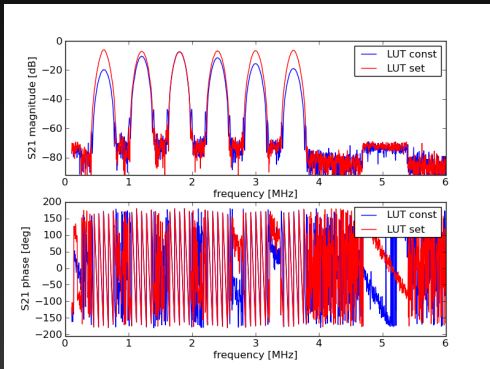 0
−20
−40
−60
−80
S21 magnitude [dB]
LUT const
LUT set
0 1 2 3 4 5 6
frequency [MHz]
200
150
100
50
0
−50
−100
−150
−200
S21 phase [deg]
LUT const
LUT set
0 1 2 3 4 5 6
frequency [MHz]